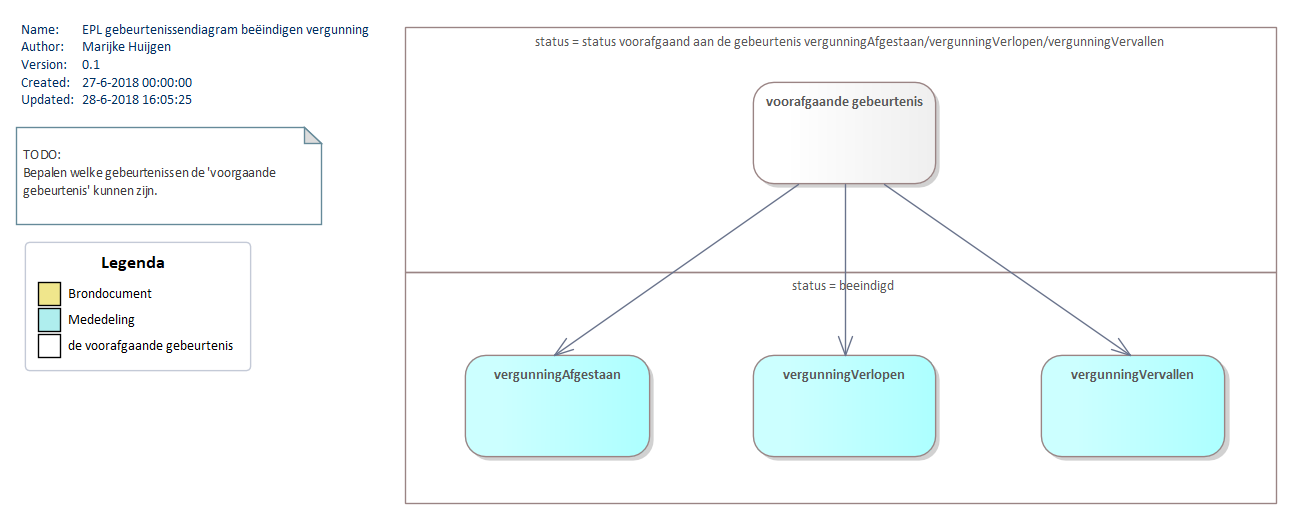 Name: EPL gebeurtenissendiagram beëindigen vergunning
Author: Marijke Huijgen
Version: 0.1
Created: 27-6-2018 00:00:00
Updated: 28-6-2018 16:05:25
TODO:
Bepalen welke gebeurtenissen de 'voorgaande
gebeurtenis' kunnen zijn.
Legenda
Brondocument
Mededeling
de voorafgaande gebeurtenis
status = status voorafgaand aan de gebeurtenis vergunningAfgestaan/vergunningVerlopen/vergunningVervallen
voorafgaande gebeurtenis
status = beeindigd
vergunningAfgestaan
vergunningVerlopen
vergunningVervallen